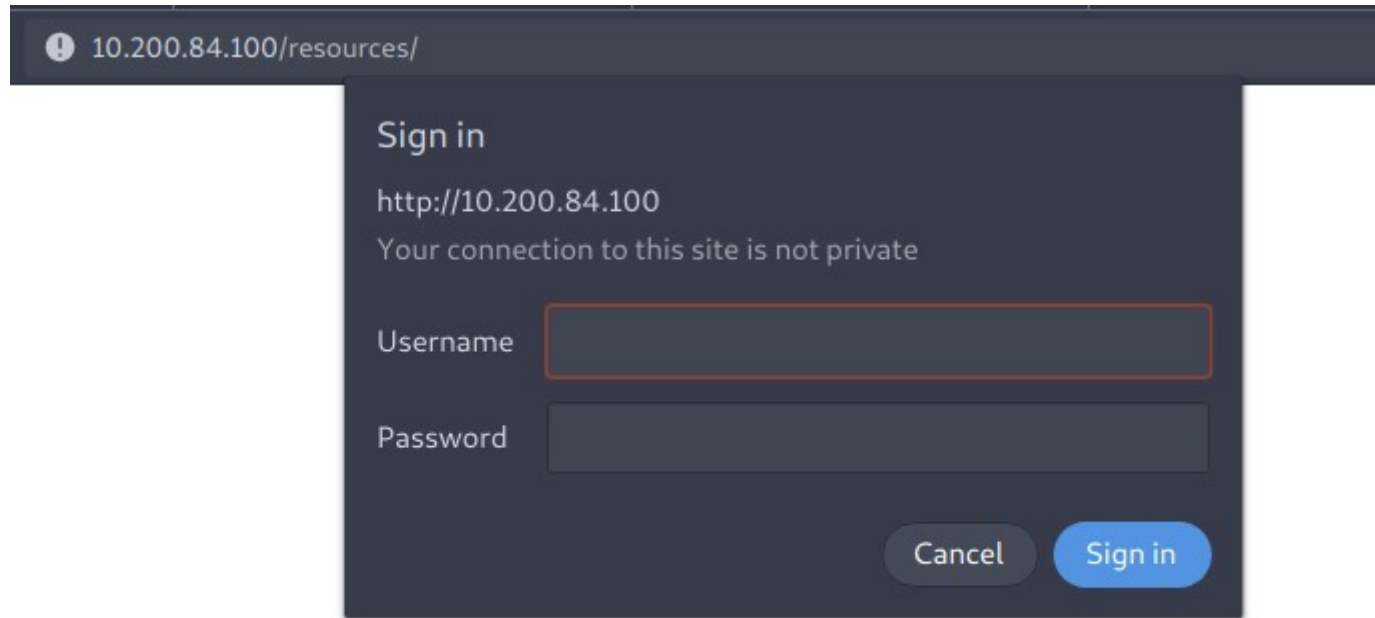 10.200.84.100/resources/
Sign in
http://10.200.84.100
Your connection to this site is not private
Username
Password
Cancel Sign in